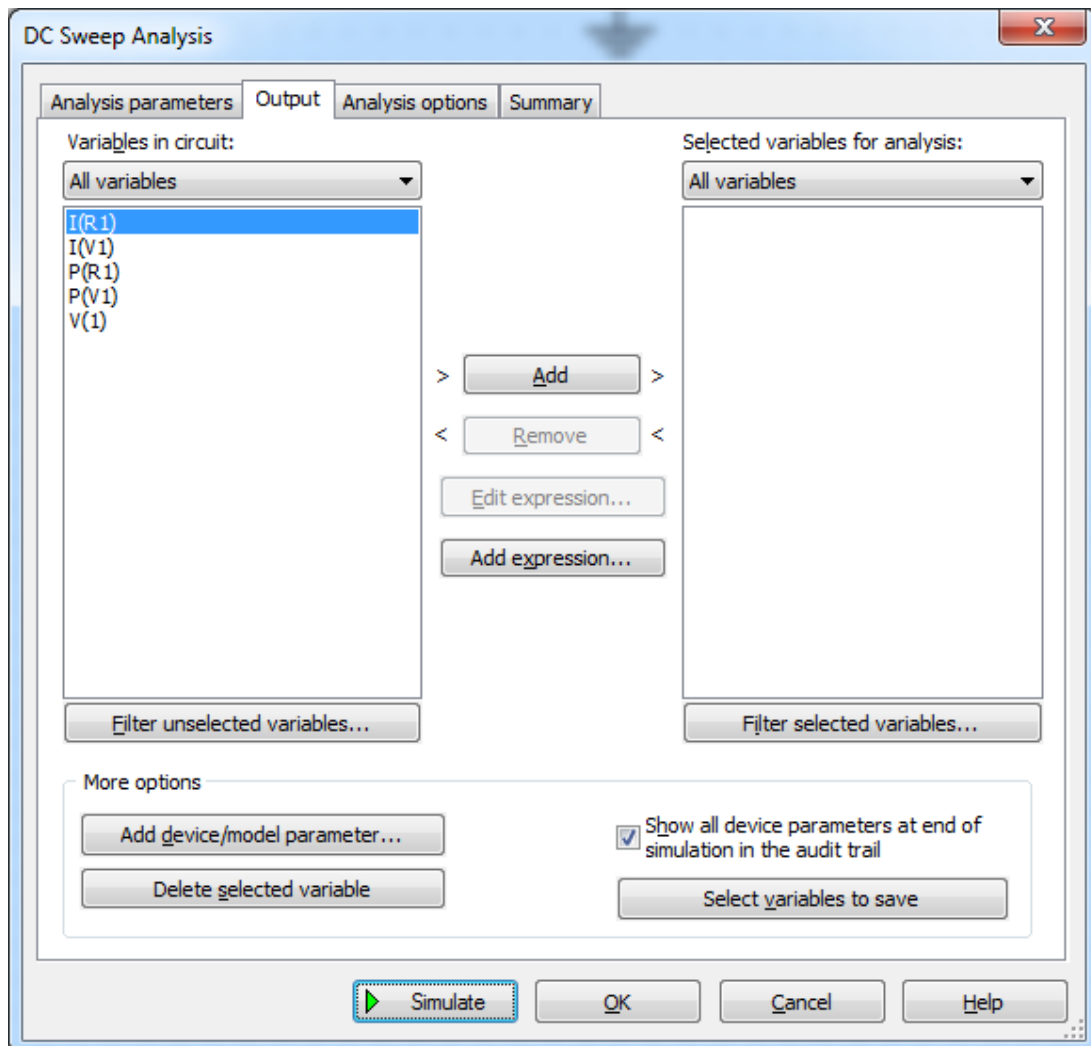 DC Sweep Analysis
X
Analysis parameters
Output
Analysis options
Summary
Variables in circuit:
All variables
I(R1)
I(V1)
P(R1)
P(V1)
V(1)
Filter unselected variables...
> Add >
< Remove <
Edit expression...
Add expression...
Selected variables for analysis:
All variables
Filter selected variables...
More options
Add device/model parameter...
Delete selected variable
Show all device parameters at end of
simulation in the audit trail
Select variables to save
Simulate
OK
Cancel
Help